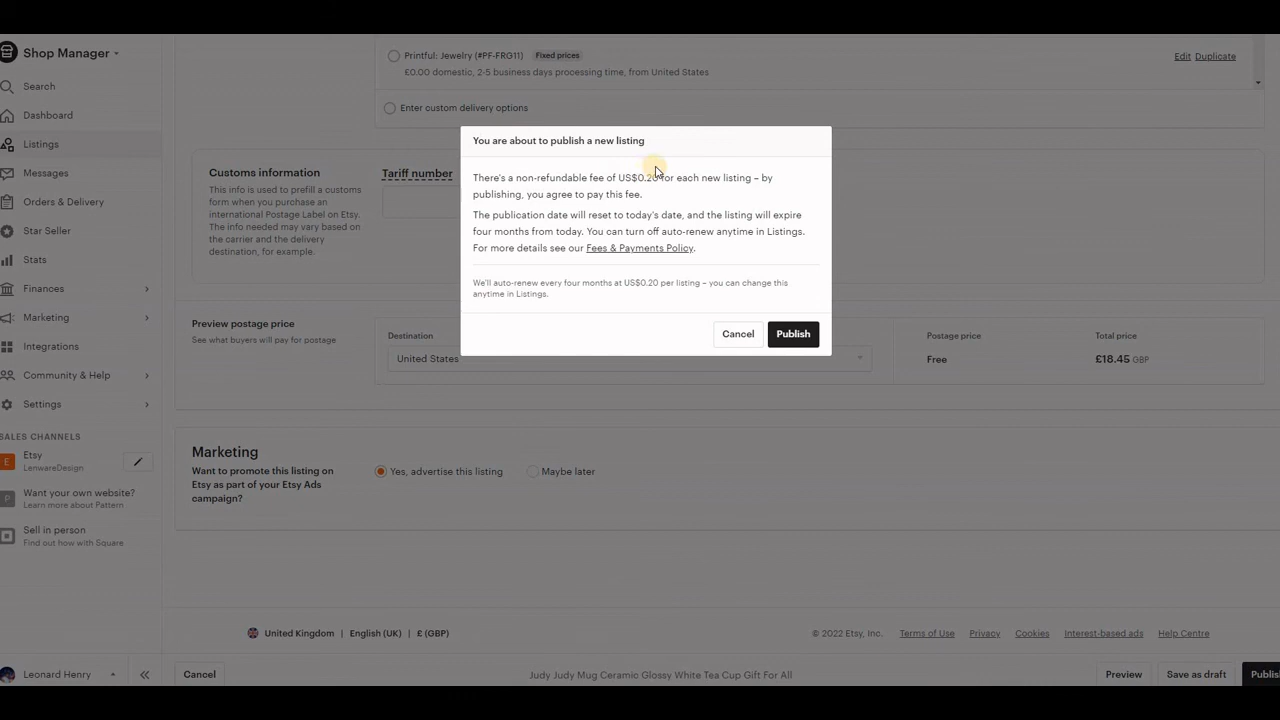 Shop Manager
Search
Dashboard
Listings
Messages
Orders & Delivery
Star Seller
Stats
Finances
Marketing
Integrations
Community & Help
Settings
SALES CHANNELS
E
Etsy
LenwareDesign
P
Want your own website?
Learn more about Pattern
Sell in person
Find out how with Square
Leonard Henry
Printful: Jewelry (#PF-FRG11) Fixed prices
Edit Duplicate
£0.00 domestic, 2-5 business days processing time, from United States
Enter custom delivery options
Customs information
This info is used to prefill a customs
form when you purchase an
international Postage Label on Etsy.
The info needed may vary based on
the carrier and the delivery
destination, for example.
Tariff number
You are about to publish a new listing
There's a non-refundable fee of US$0.20 for each new listing – by
publishing, you agree to pay this fee.
The publication date will reset to today's date, and the listing will expire
four months from today. You can turn off auto-renew anytime in Listings.
For more details see our Fees & Payments Policy.
We'll auto-renew every four months at US$0.20 per listing – you can change this
anytime in Listings.
Cancel Publish
Preview postage price
See what buyers will pay for postage
Destination
United States
Postage price
Free
Total price
£18.45 GBP
Marketing
Want to promote this listing on
Etsy as part of your Etsy Ads
campaign?
Yes, advertise this listing
Maybe later
United Kingdom | English (UK) | £ (GBP)
© 2022 Etsy, Inc. Terms of Use Privacy Cookies Interest-based ads Help Centre
Cancel
Judy Judy Mug Ceramic Glossy White Tea Cup Gift For All
Preview Save as draft Publis